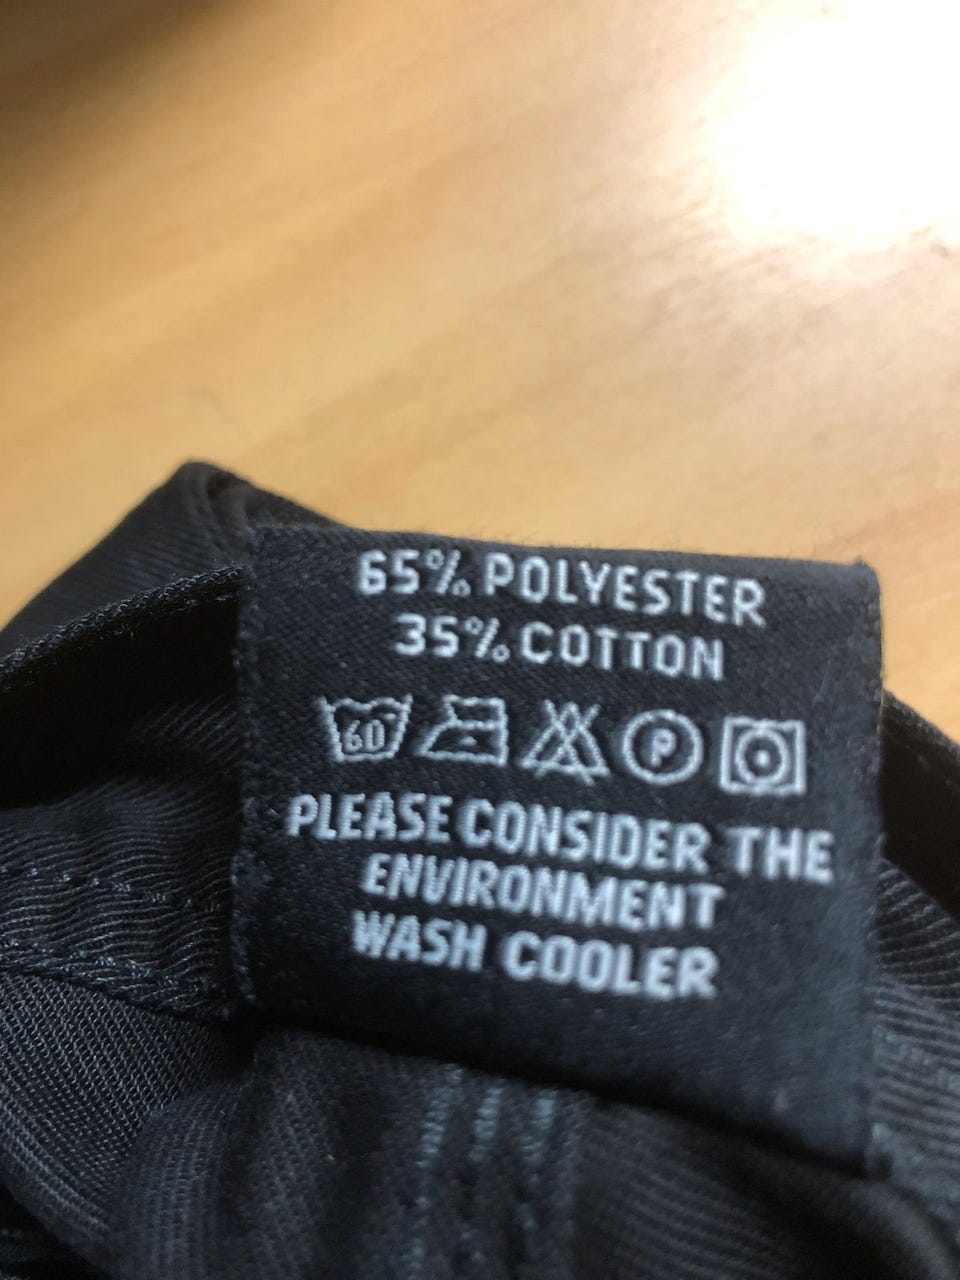 65% POLYESTER
35% COTTON
60 P
PLEASE CONSIDER THE
ENVIRONMENT
WASH COOLER